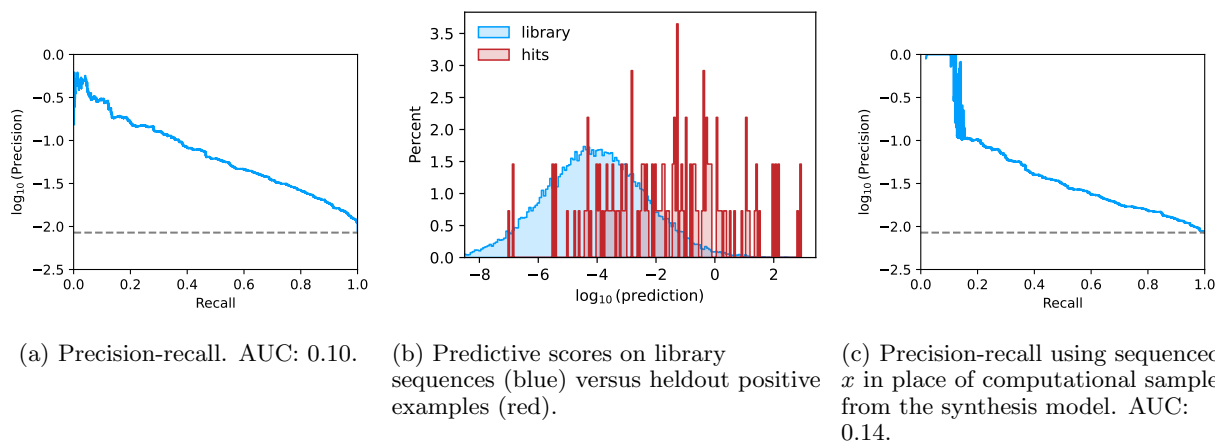 0.0
−0.5
−1.0
−1.5
−2.0
−2.5
log10(Precision)
0.0 0.2 0.4 0.6 0.8 1.0
Recall
(a) Precision-recall. AUC: 0.10.
3.5
3.0
2.5
2.0
1.5
1.0
0.5
0.0
Percent
library
hits
−8 −6 −4 −2 0 2
log10(prediction)
(b) Predictive scores on library
sequences (blue) versus heldout positive
examples (red).
0.0
−0.5
−1.0
−1.5
−2.0
−2.5
log10(Precision)
0.0 0.2 0.4 0.6 0.8 1.0
Recall
(c) Precision-recall using sequenced
x in place of computational sample
from the synthesis model. AUC:
0.14.